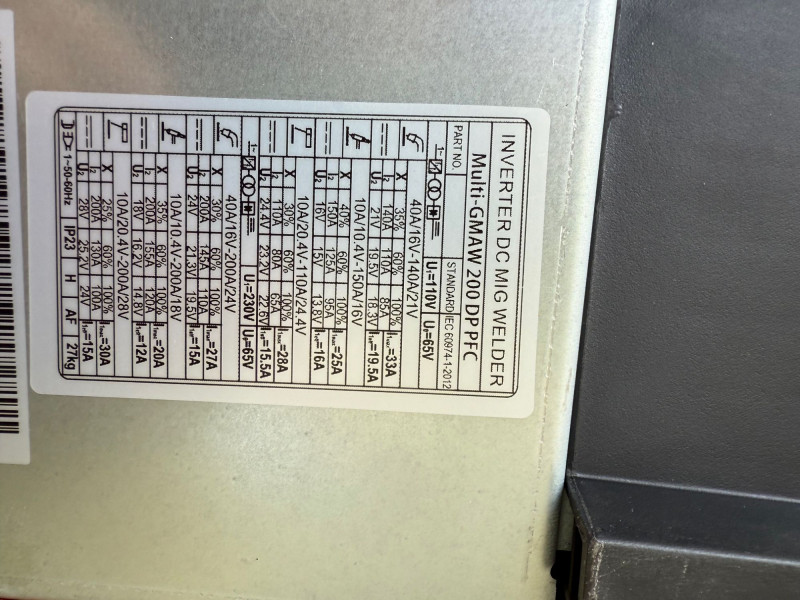 INVERTER DC MIG WELDER
Multi-GMAW 200 DP PFC
PART NO. STANDARD IEC 60974-1-2012
1~ U₁=110V U₀=65V
40A/16V-140A/21V
X 35% 60% 100% I₁max=33A
I₂ 140A 110A 85A
U₂ 21V 19.5V 18.3V I₁eff=19.5A
10A/10.4V-150A/16V
X 40% 60% 100% I₁max=25A
I₂ 150A 125A 95A
U₂ 16V 15V 13.8V I₁eff=16A
10A/20.4V-110A/24.4V
X 30% 60% 100% I₁max=28A
I₂ 110A 80A 65A
U₂ 24.4V 23.2V 22.6V I₁eff=15.5A
1~ U₁=230V U₀=65V
40A/16V-200A/24V
X 30% 60% 100% I₁max=27A
I₂ 200A 145A 110A
U₂ 24V 21.3V 19.5V I₁eff=15A
10A/10.4V-200A/18V
X 35% 60% 100% I₁max=20A
I₂ 200A 155A 120A
U₂ 18V 16.2V 14.8V I₁eff=12A
10A/20.4V-200A/28V
X 25% 60% 100% I₁max=30A
I₂ 200A 130A 100A
U₂ 28V 25.2V 24V I₁eff=15A
1~50-60Hz IP23 H AF 27kg